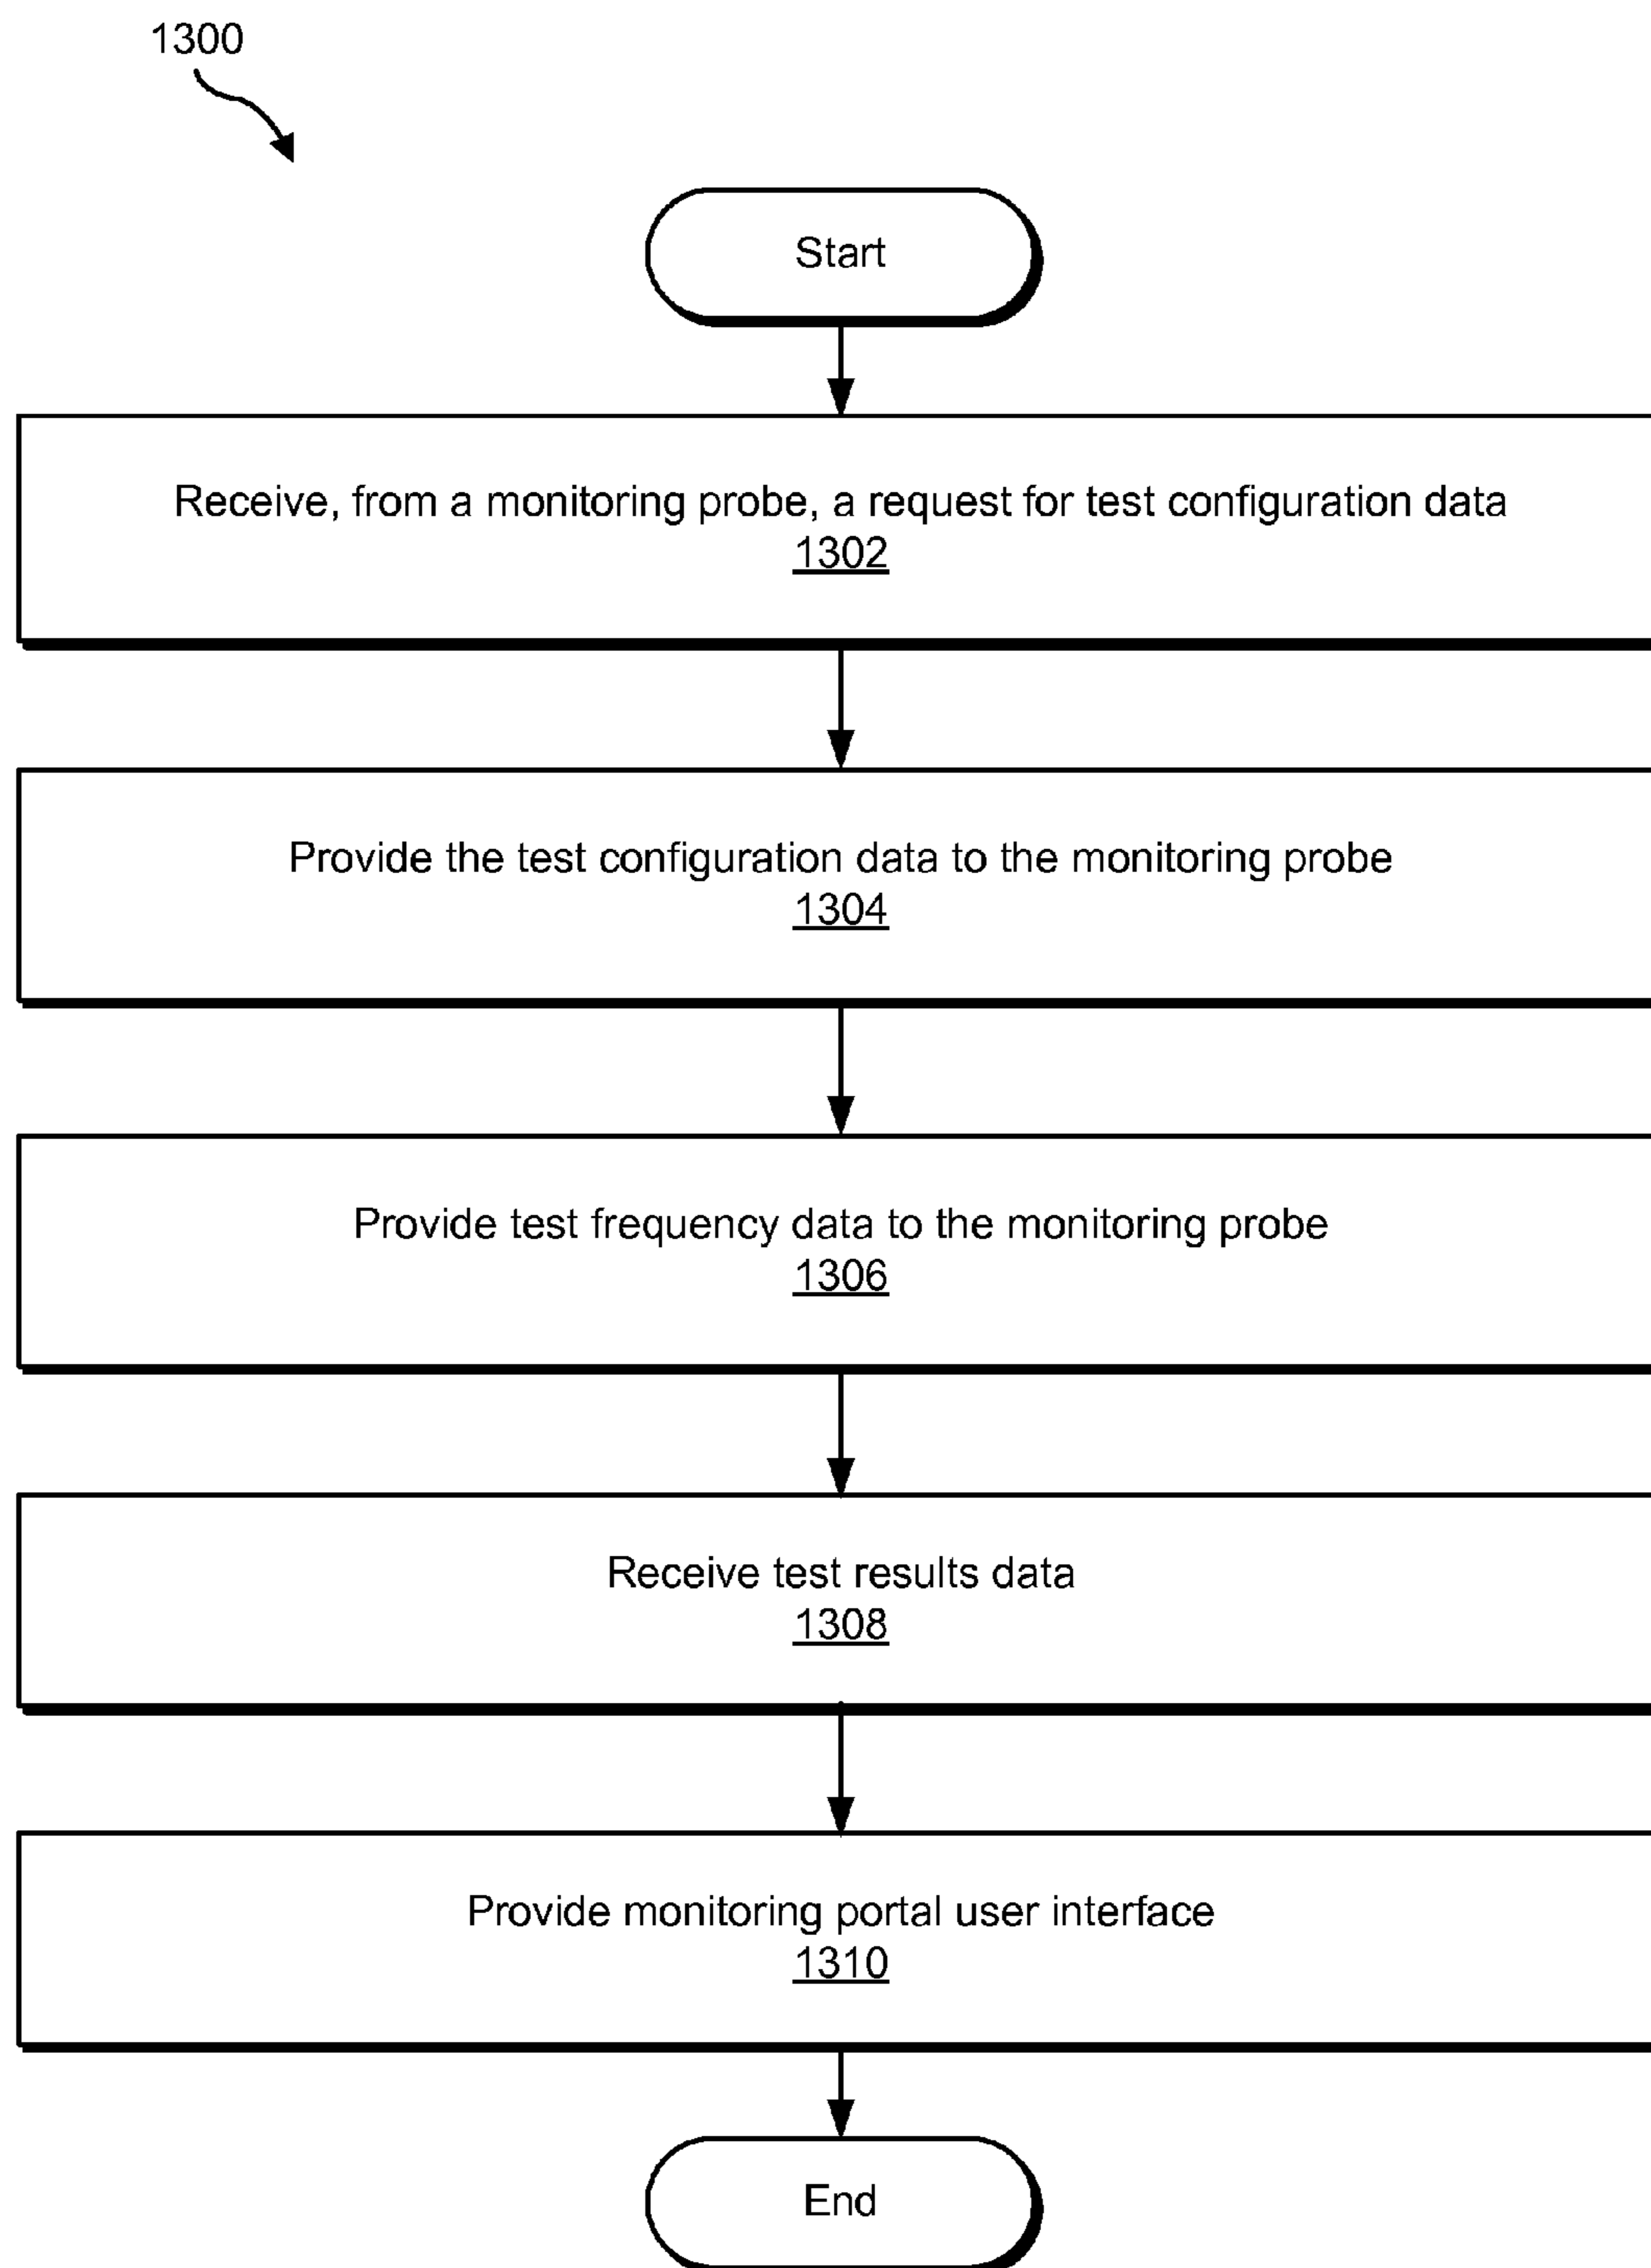 1300
Start
Receive, from a monitoring probe, a request for test configuration data
1302
Provide the test configuration data to the monitoring probe
1304
Provide test frequency data to the monitoring probe
1306
Receive test results data
1308
Provide monitoring portal user interface
1310
End